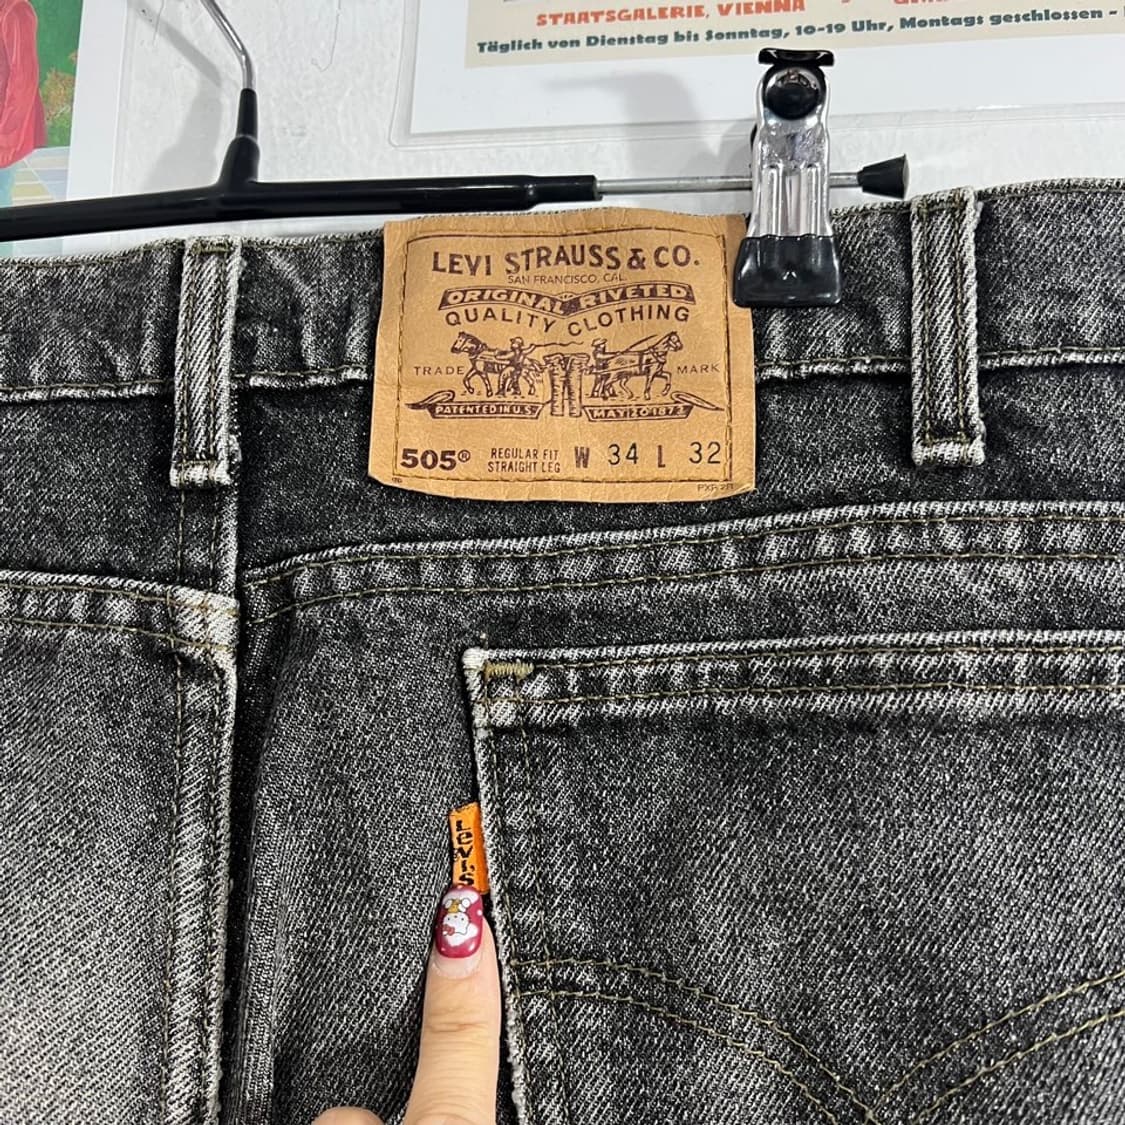 STAATSGALERIE, VIENNA
Täglich von Dienstag bis Sonntag, 10-19 Uhr, Montags geschlossen -
LEVI STRAUSS & CO.
SAN FRANCISCO, CAL.
ORIGINAL RIVETED
QUALITY CLOTHING
TRADE MARK
PATENTED IN U.S. MAY 20 1873
505® REGULAR FIT STRAIGHT LEG W 34 L 32
Levi's